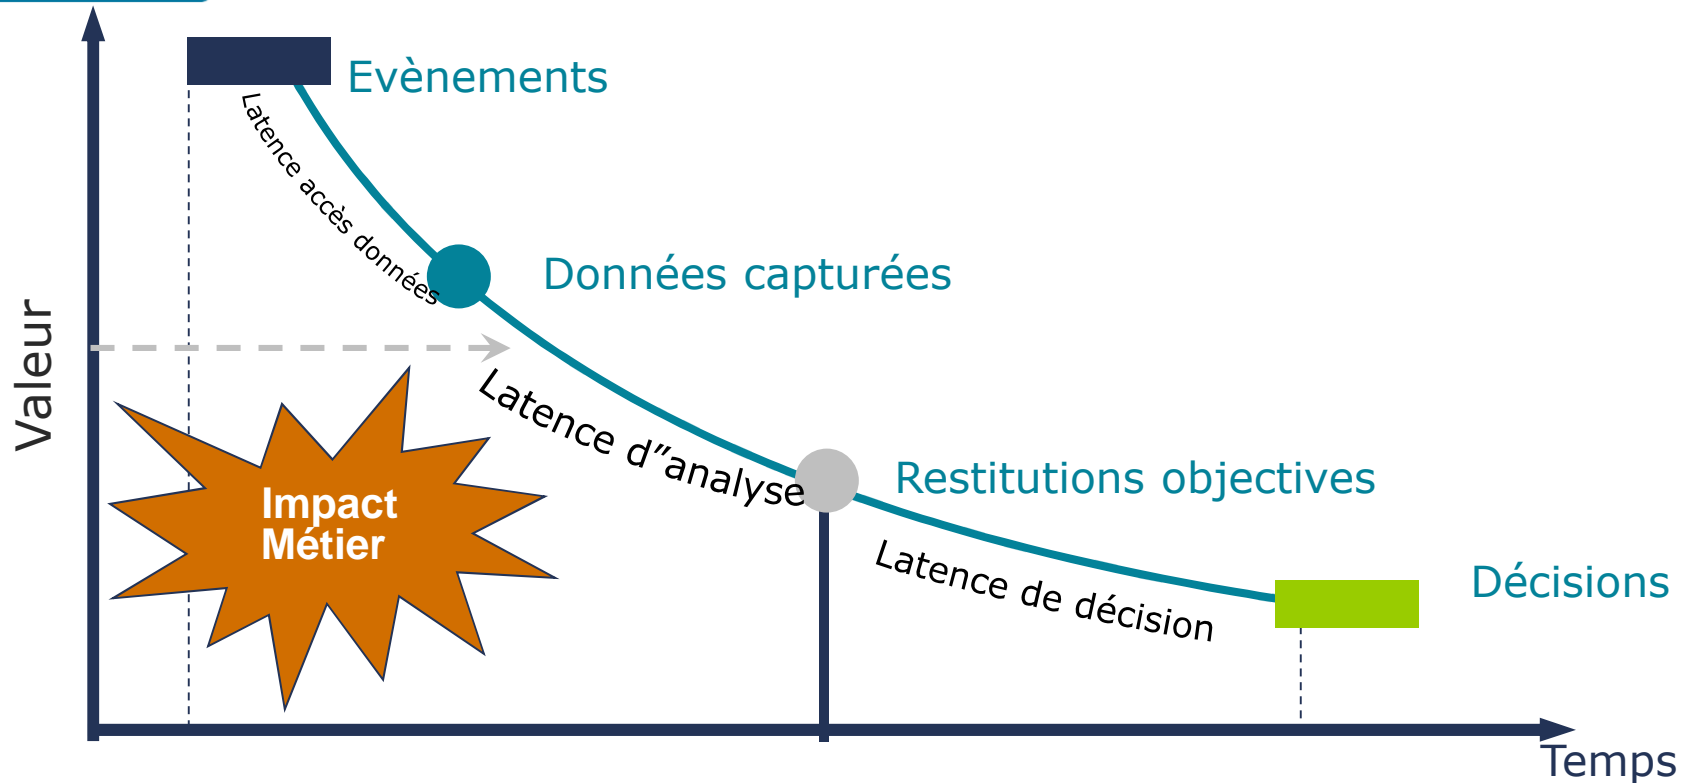 Evènements
Latence accès données
Données capturées
Valeur
Latence d”analyse
Impact
Métier
Restitutions objectives
Latence de décision
Décisions
Temps